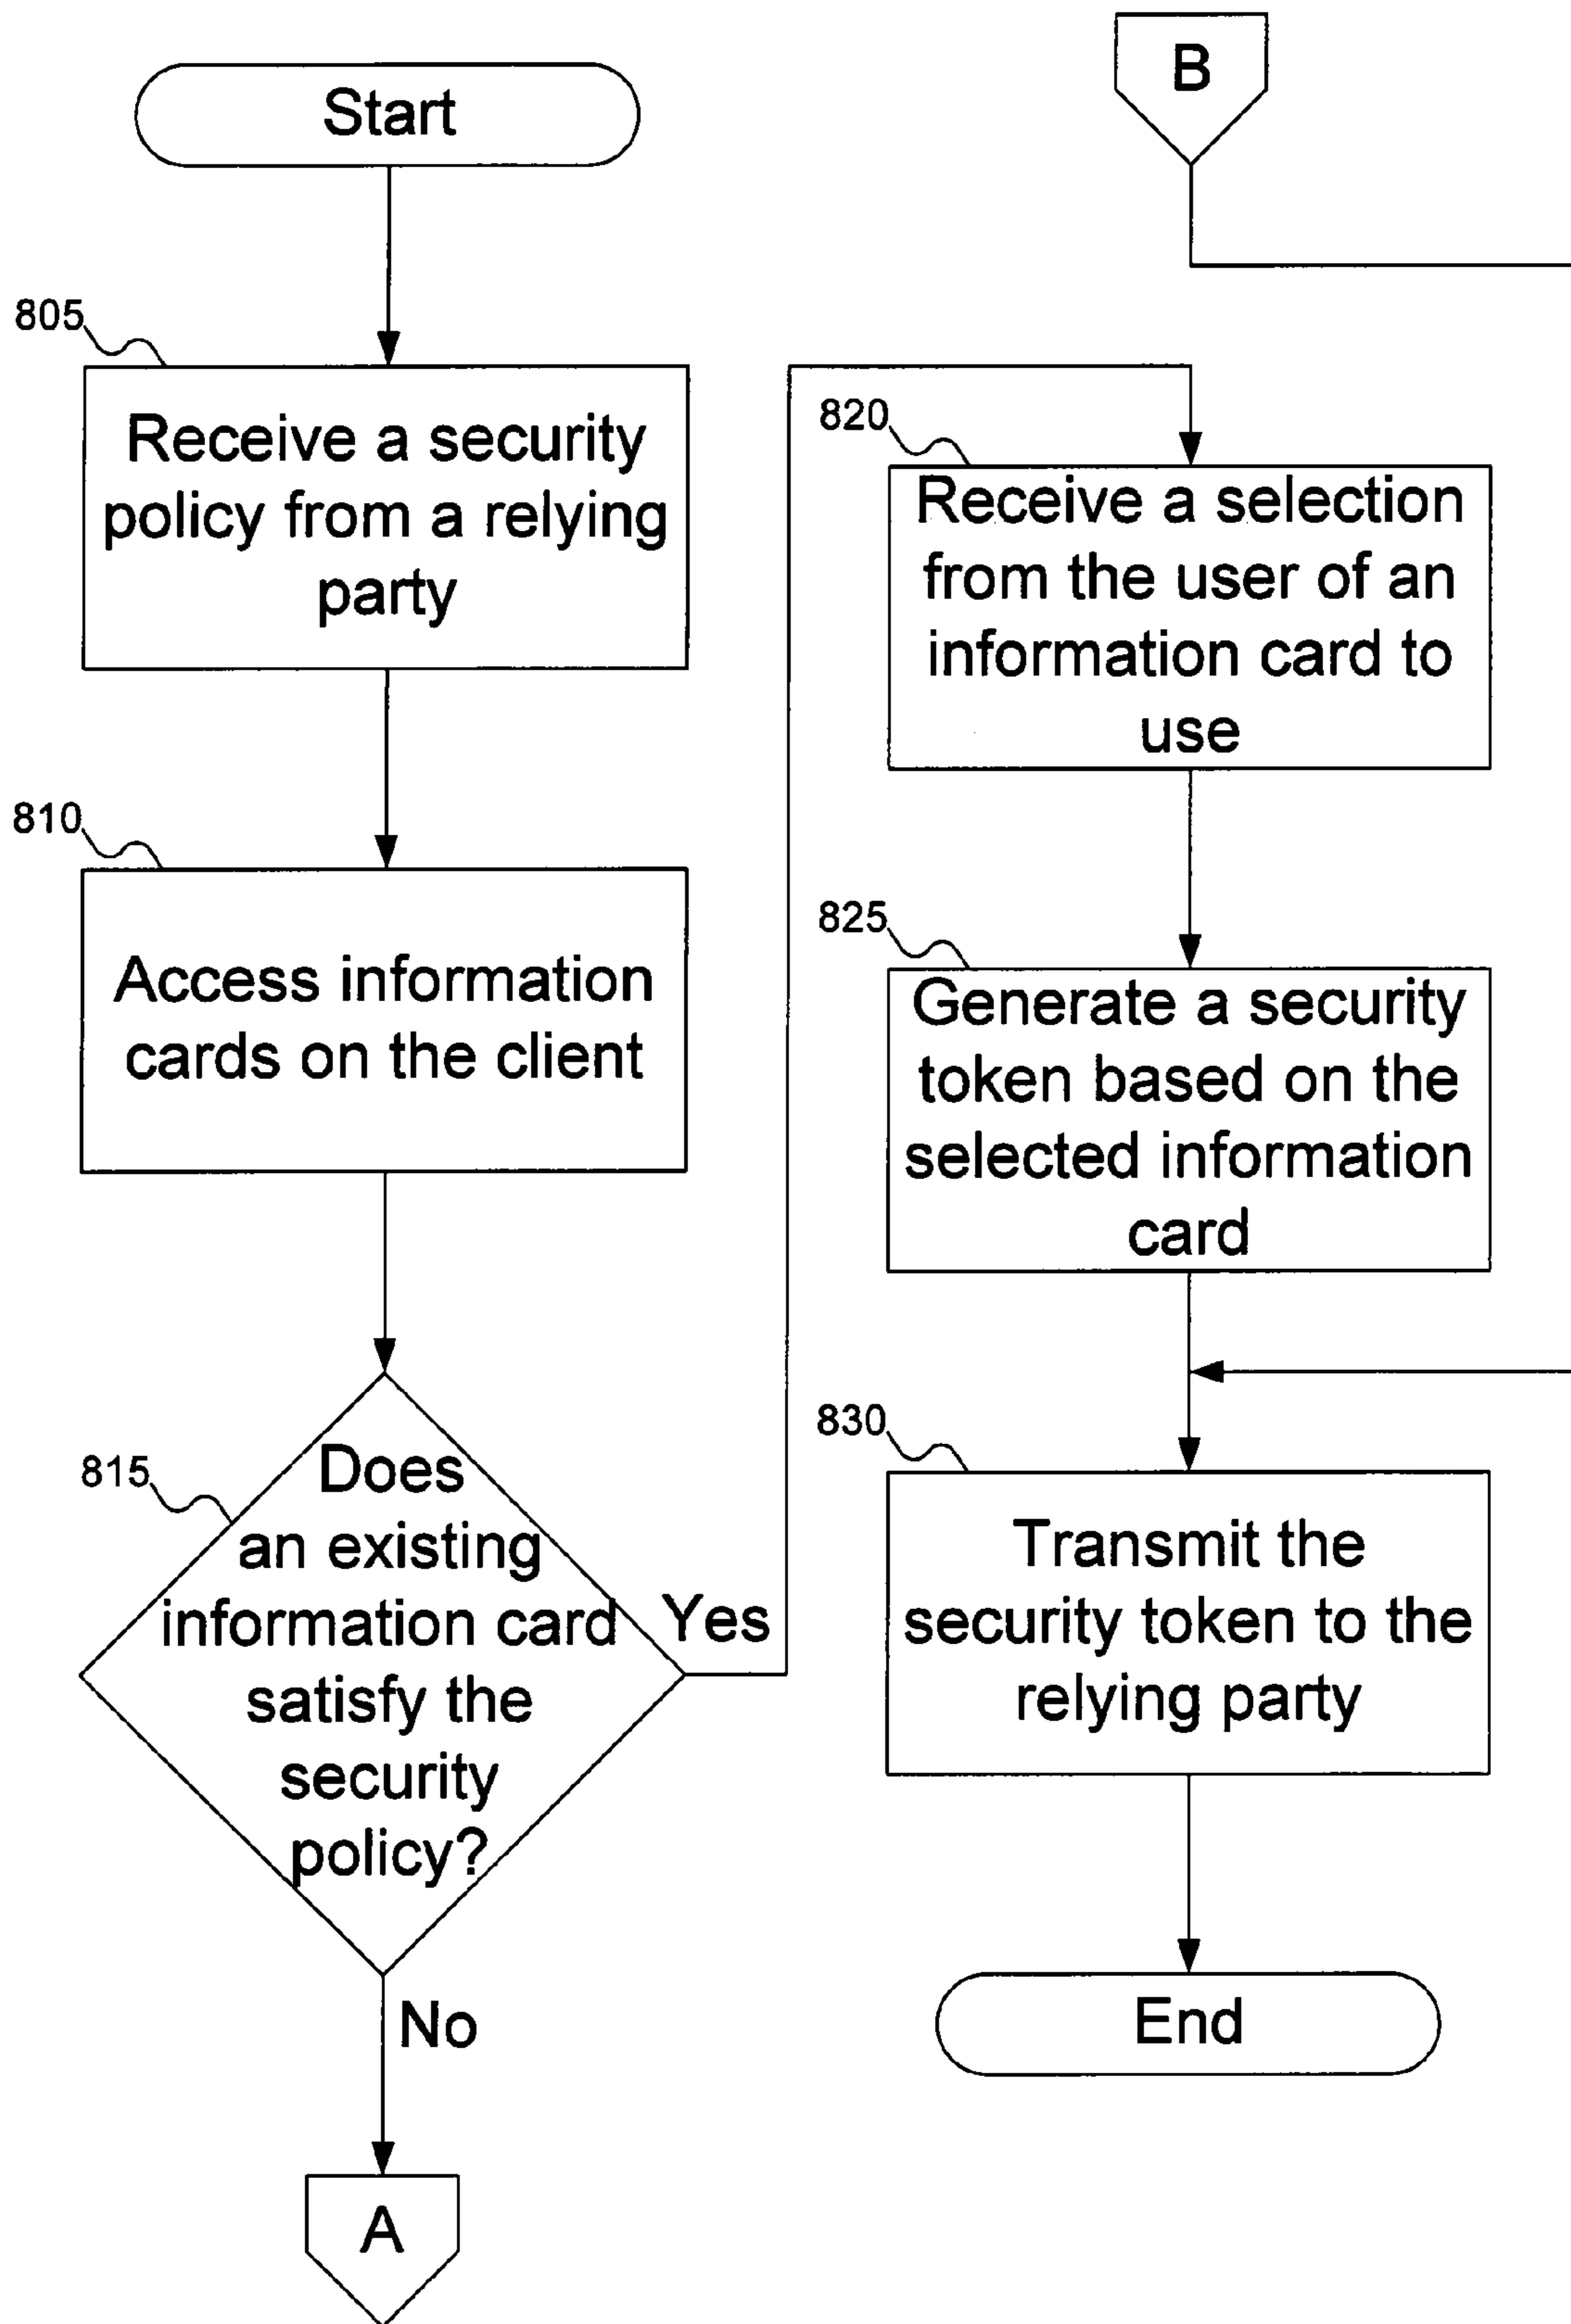 Start
805
Receive a security
policy from a relying
party
810
Access information
cards on the client
815
Does
an existing
information card
satisfy the
security
policy?
Yes
No
A
B
820
Receive a selection
from the user of an
information card to
use
825
Generate a security
token based on the
selected information
card
830
Transmit the
security token to the
relying party
End